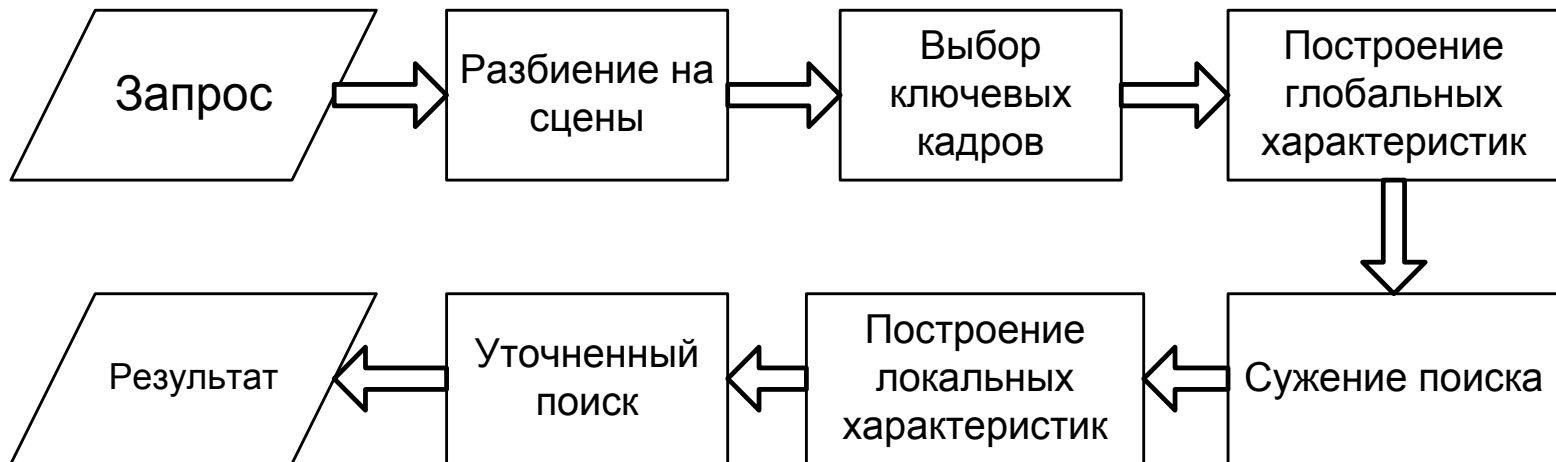 Запрос
Разбиение на
сцены
Выбор
ключевых
кадров
Построение
глобальных
характеристик
Сужение поиска
Построение
локальных
характеристик
Уточненный
поиск
Результат